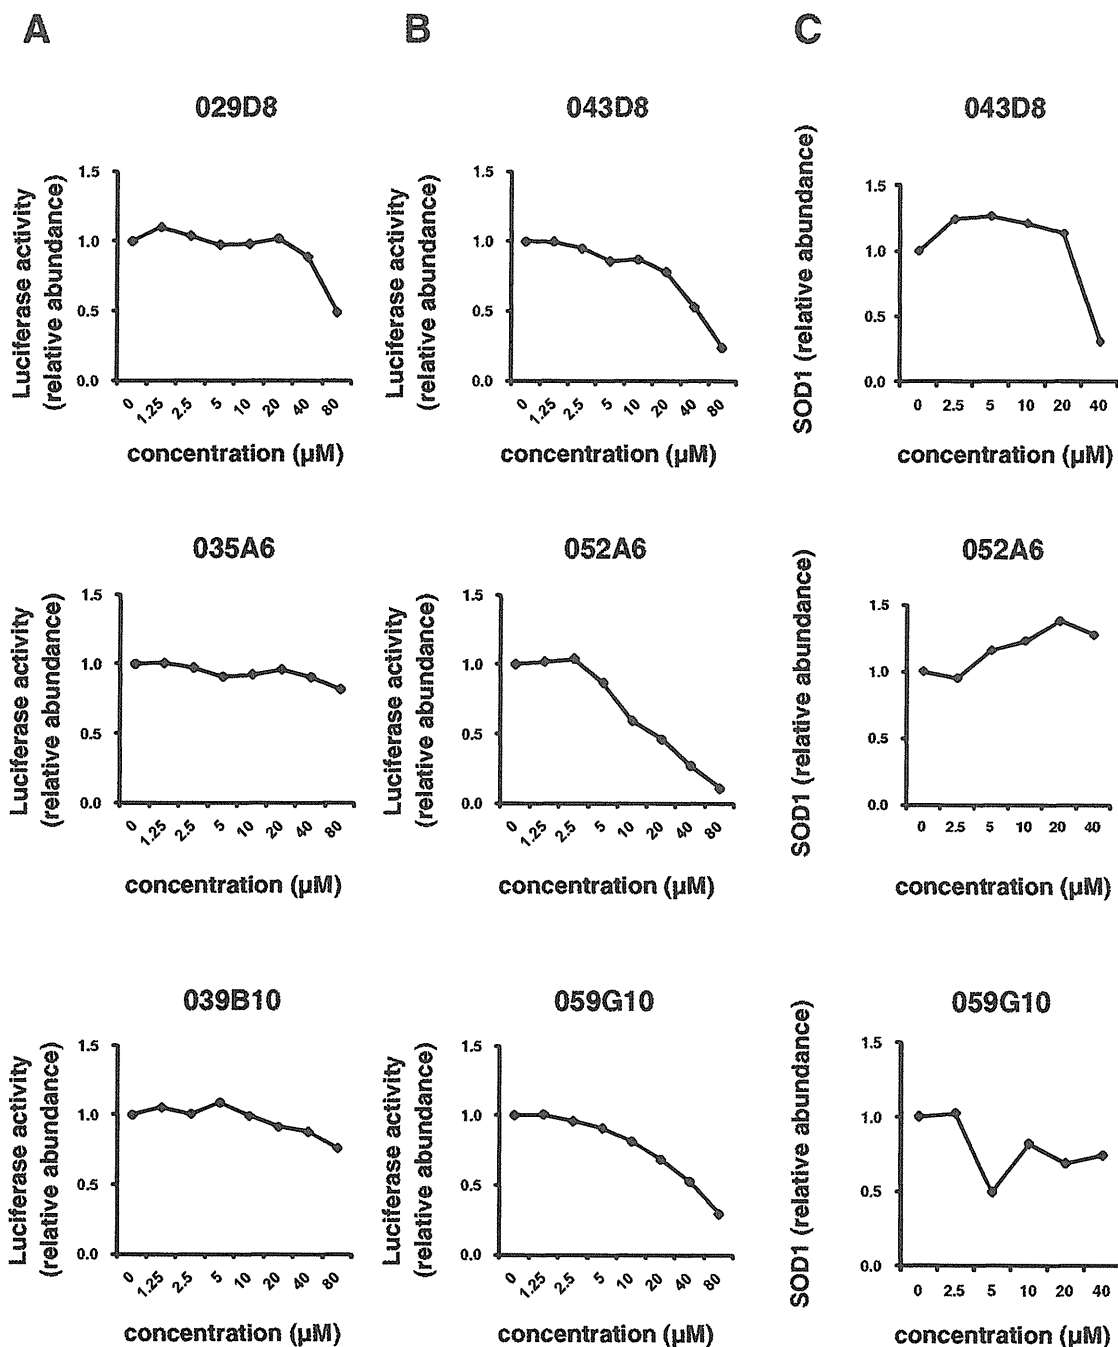 A
B
C
029D8
Luciferase activity
(relative abundance)
1.5
1.0
0.5
0.0
0 1.25 2.5 5 10 20 40 80
concentration (µM)
043D8
Luciferase activity
(relative abundance)
1.5
1.0
0.5
0.0
0 1.25 2.5 5 10 20 40 80
concentration (µM)
043D8
SOD1 (relative abundance)
1.5
1.0
0.5
0.0
0 2.5 5 10 20 40
concentration (µM)
035A6
Luciferase activity
(relative abundance)
1.5
1.0
0.5
0.0
0 1.25 2.5 5 10 20 40 80
concentration (µM)
052A6
Luciferase activity
(relative abundance)
1.5
1.0
0.5
0.0
0 1.25 2.5 5 10 20 40 80
concentration (µM)
052A6
SOD1 (relative abundance)
1.5
1.0
0.5
0.0
0 2.5 5 10 20 40
concentration (µM)
039B10
Luciferase activity
(relative abundance)
1.5
1.0
0.5
0.0
0 1.25 2.5 5 10 20 40 80
concentration (µM)
059G10
Luciferase activity
(relative abundance)
1.5
1.0
0.5
0.0
0 1.25 2.5 5 10 20 40 80
concentration (µM)
059G10
SOD1 (relative abundance)
1.5
1.0
0.5
0.0
0 2.5 5 10 20 40
concentration (µM)